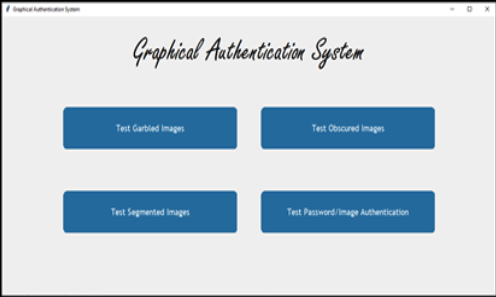 Graphical Authentication System
Graphical Authentication System
Test Garbled Images
Test Obscured Images
Test Segmented Images
Test Password/Image Authentication